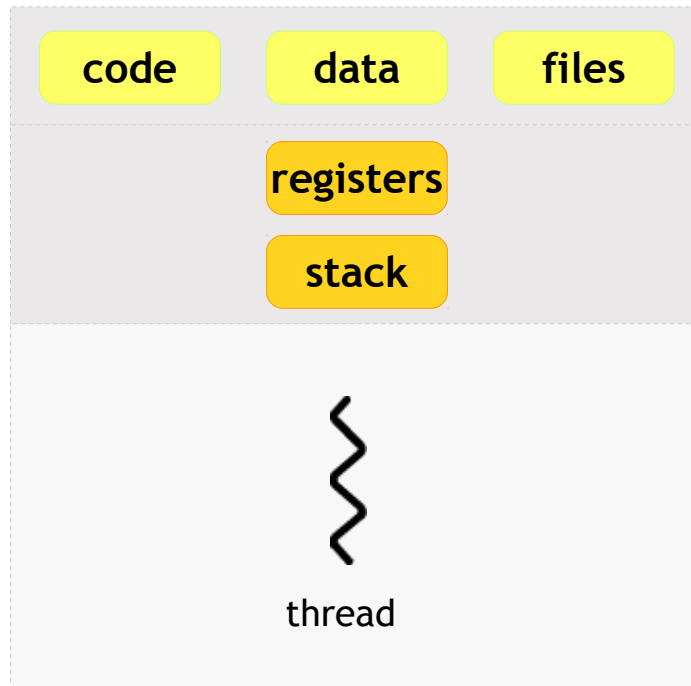 code data files
registers
stack
thread